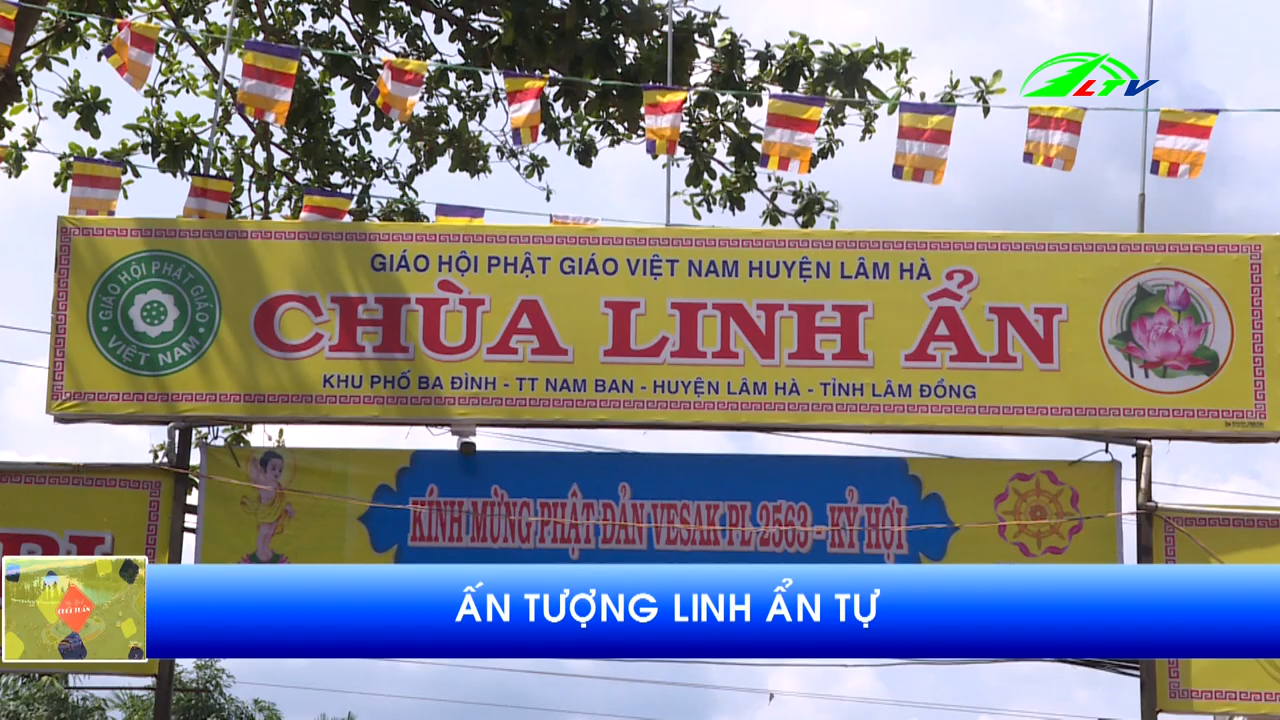 LTV
GIÁO HỘI PHẬT GIÁO VIỆT NAM HUYỆN LÂM HÀ
GIÁO HỘI PHẬT GIÁO
VIỆT NAM
CHÙA LINH ẨN
KHU PHỐ BA ĐÌNH - TT NAM BAN - HUYỆN LÂM HÀ - TỈNH LÂM ĐỒNG
KÍNH MỪNG PHẬT ĐẢN VESAK PL 2563 - KỶ HỢI
CUỐI TUẦN
ẤN TƯỢNG LINH ẨN TỰ